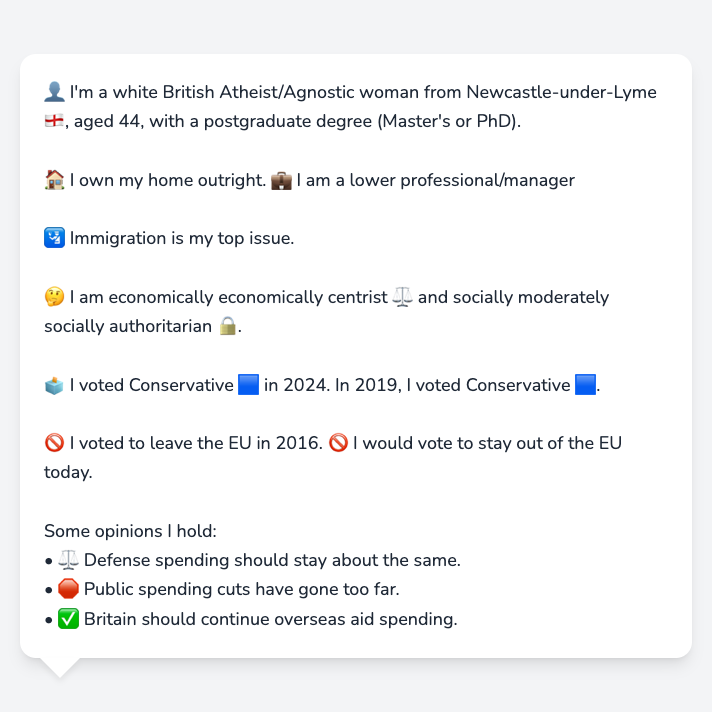 👤 I'm a white British Atheist/Agnostic woman from Newcastle-under-Lyme
🏴󠁧󠁢󠁥󠁮󠁧󠁿, aged 44, with a postgraduate degree (Master's or PhD).
🏠 I own my home outright. 💼 I am a lower professional/manager
🛂 Immigration is my top issue.
🤔 I am economically economically centrist ⚖️ and socially moderately
socially authoritarian 🔒.
🗳️ I voted Conservative 🟦 in 2024. In 2019, I voted Conservative 🟦.
🚫 I voted to leave the EU in 2016. 🚫 I would vote to stay out of the EU
today.
Some opinions I hold:
• ⚖️ Defense spending should stay about the same.
• 🛑 Public spending cuts have gone too far.
• ✅ Britain should continue overseas aid spending.